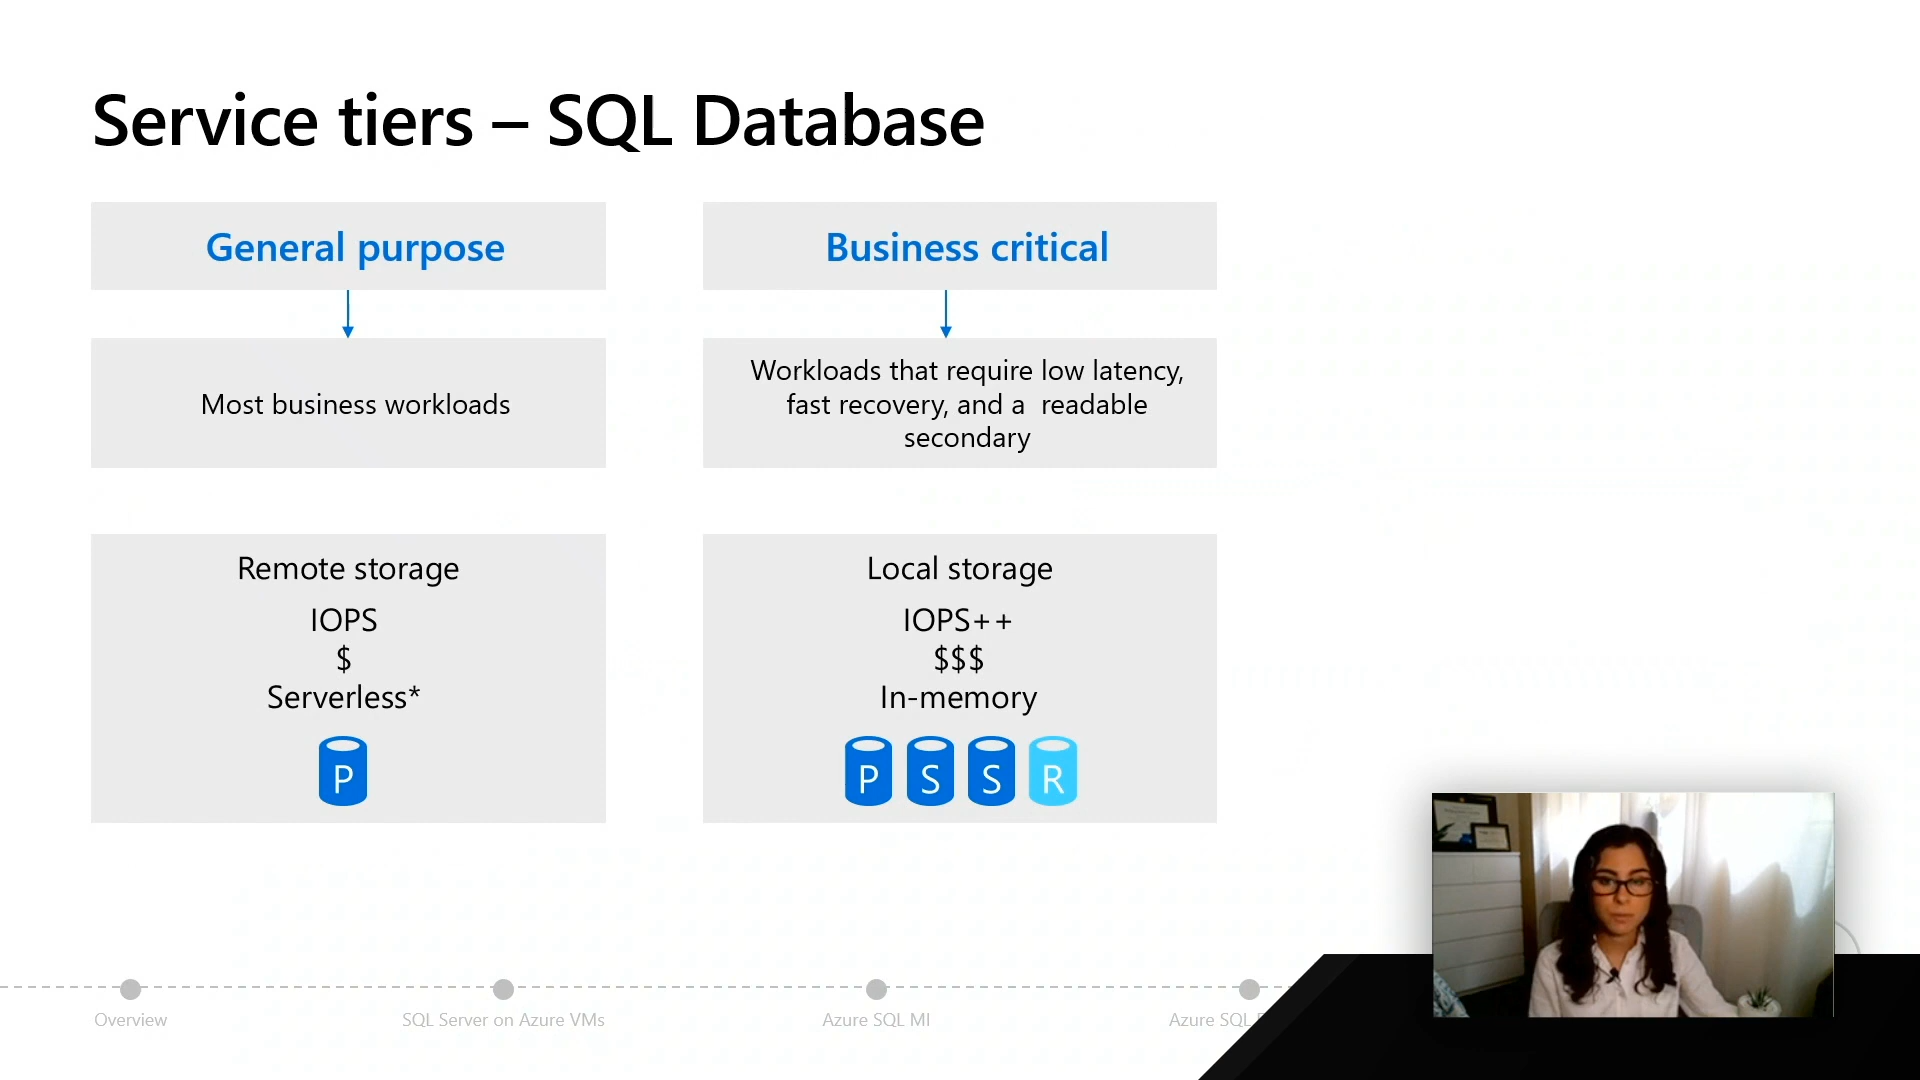 Service tiers – SQL Database
General purpose
Business critical
Most business workloads
Workloads that require low latency,
fast recovery, and a  readable
secondary
Remote storage
IOPS
$
Serverless*
P
Local storage
IOPS++
$$$
In-memory
P S S R
Overview
SQL Server on Azure VMs
Azure SQL MI
Azure SQL